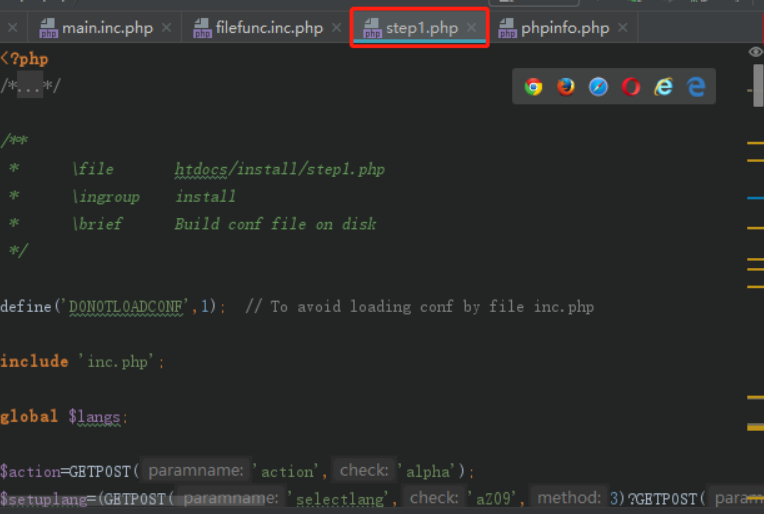 main.inc.php filefunc.inc.php step1.php phpinfo.php
<?php
/*...*/
/**
* \file htdocs/install/step1.php
* \ingroup install
* \brief Build conf file on disk
*/
define('DONOTLOADCONF',1); // To avoid loading conf by file inc.php
include 'inc.php';
global $langs;
$action=GETPOST( paramname: 'action', check: 'alpha');
$setuplang=(GETPOST( paramname: 'selectlang', check: 'aZ09', method: 3)?GETPOST(